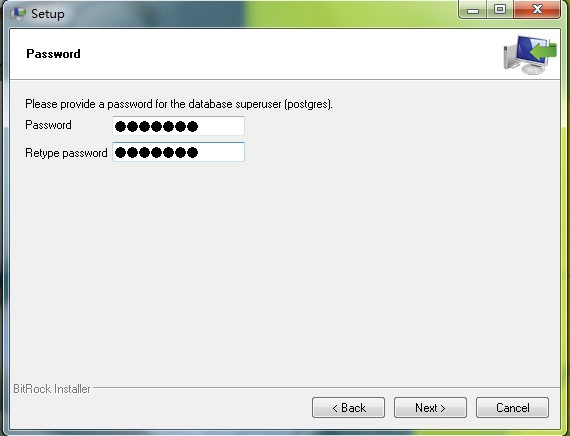 Setup
Password
Please provide a password for the database superuser (postgres).
Password ●●●●●●●
Retype password ●●●●●●●
BitRock Installer
< Back Next > Cancel